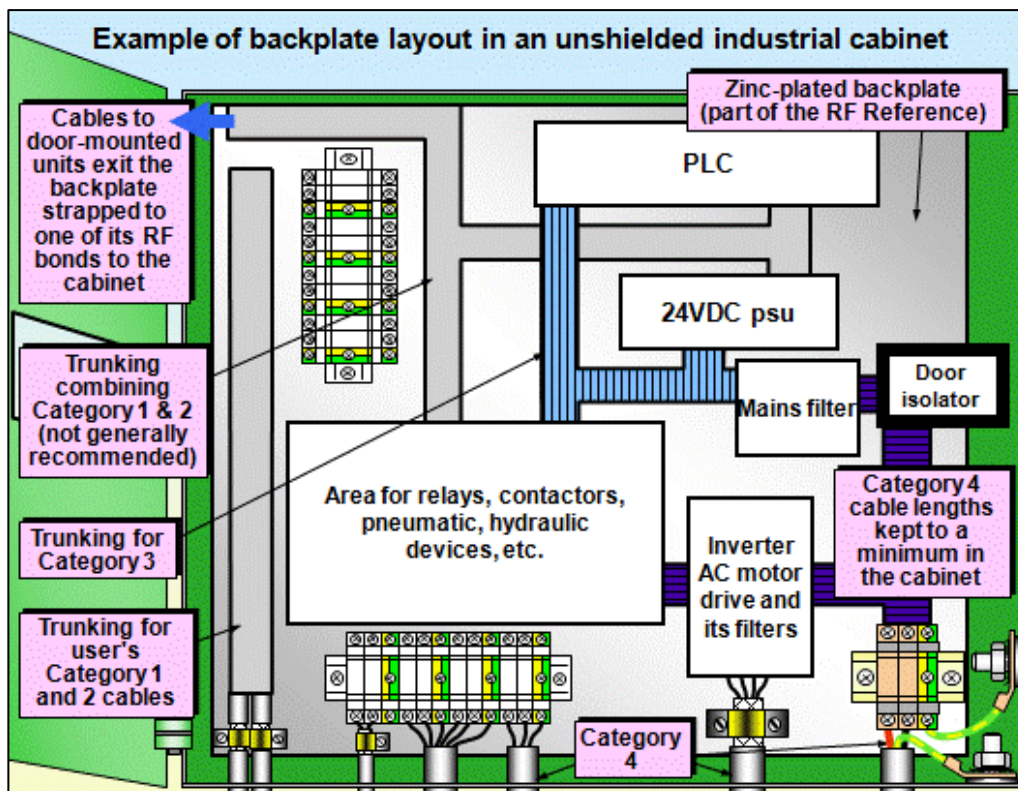 Example of backplate layout in an unshielded industrial cabinet
Cables to
door-mounted
units exit the
backplate
strapped to
one of its RF
bonds to the
cabinet
Zinc-plated backplate
(part of the RF Reference)
PLC
24VDC psu
Mains filter
Door
isolator
Trunking
combining
Category 1 & 2
(not generally
recommended)
Area for relays, contactors,
pneumatic, hydraulic
devices, etc.
Inverter
AC motor
drive and
its filters
Category 4
cable lengths
kept to a
minimum in
the cabinet
Trunking for
Category 3
Trunking for
user's
Category 1
and 2 cables
Category
4